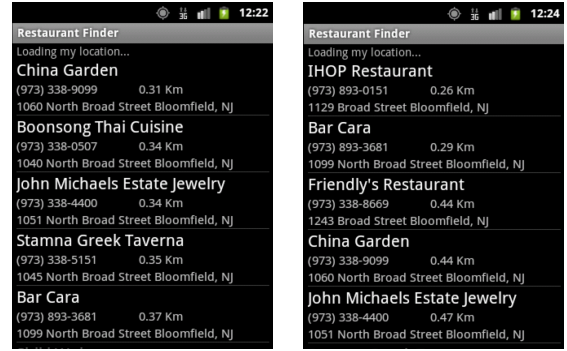 12:22
Restaurant Finder
Loading my location...
China Garden
(973) 338-9099 0.31 Km
1060 North Broad Street Bloomfield, NJ
Boonsong Thai Cuisine
(973) 338-0507 0.34 Km
1040 North Broad Street Bloomfield, NJ
John Michaels Estate Jewelry
(973) 338-4400 0.34 Km
1051 North Broad Street Bloomfield, NJ
Stamna Greek Taverna
(973) 338-5151 0.35 Km
1045 North Broad Street Bloomfield, NJ
Bar Cara
(973) 893-3681 0.37 Km
1099 North Broad Street Bloomfield, NJ
3G 12:24
Restaurant Finder
Loading my location...
IHOP Restaurant
(973) 893-0151 0.26 Km
1129 North Broad Street Bloomfield, NJ
Bar Cara
(973) 893-3681 0.29 Km
1099 North Broad Street Bloomfield, NJ
Friendly's Restaurant
(973) 338-8669 0.44 Km
1243 Broad Street Bloomfield, NJ
China Garden
(973) 338-9099 0.44 Km
1060 North Broad Street Bloomfield, NJ
John Michaels Estate Jewelry
(973) 338-4400 0.47 Km
1051 North Broad Street Bloomfield, NJ